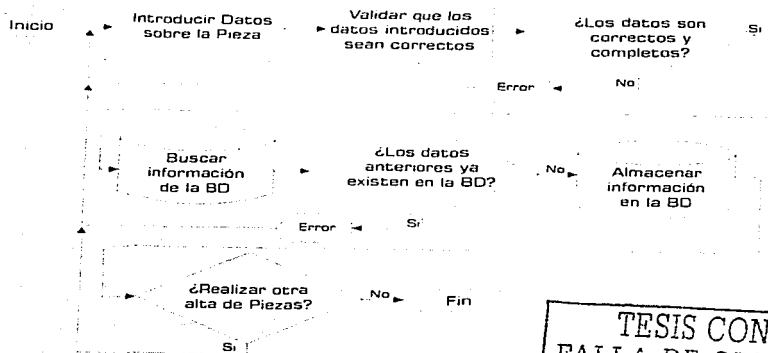 Inicio
Introducir Datos
sobre la Pieza
Validar que los
datos introducidos
sean correctos
¿Los datos son
correctos y
completos?
Si
Error
No
Buscar
información
de la BD
¿Los datos
anteriores ya
existen en la BD?
No
Almacenar
información
en la BD
Error
Si
¿Realizar otra
alta de Piezas?
No
Fin
Si
TESIS CON
FALLA DE